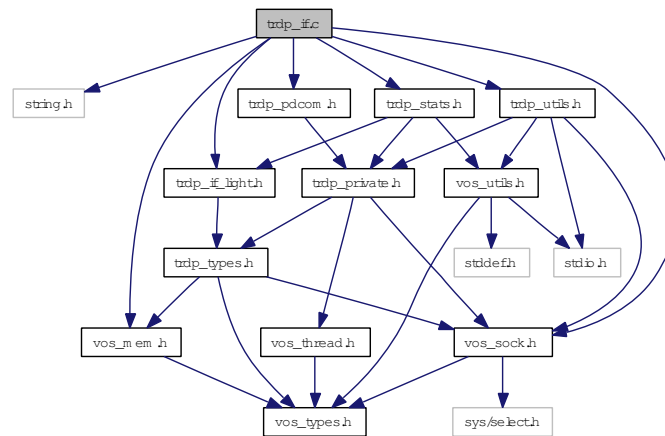 trdp_if.c
string.h
trdp_pdcom.h
trdp_stats.h
trdp_utils.h
trdp_if_light.h
trdp_private.h
vos_utils.h
trdp_types.h
stddef.h
stdio.h
vos_mem.h
vos_thread.h
vos_sock.h
vos_types.h
sys/select.h